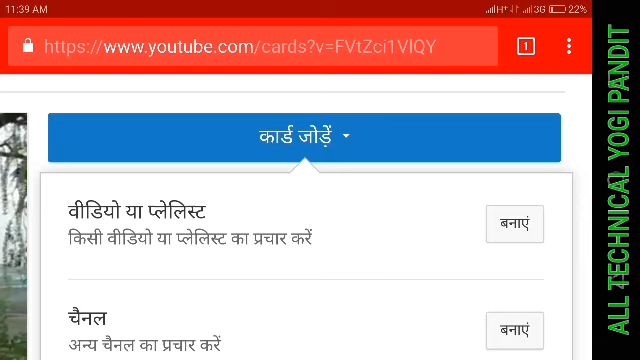 11:39 AM
H+ 3G 22%
https://www.youtube.com/cards?v=FVtZci1VlQY
1
कार्ड जोड़ें
वीडियो या प्लेलिस्ट
किसी वीडियो या प्लेलिस्ट का प्रचार करें
बनाएं
चैनल
अन्य चैनल का प्रचार करें
बनाएं
ALL TECHNICAL YOGI PANDIT